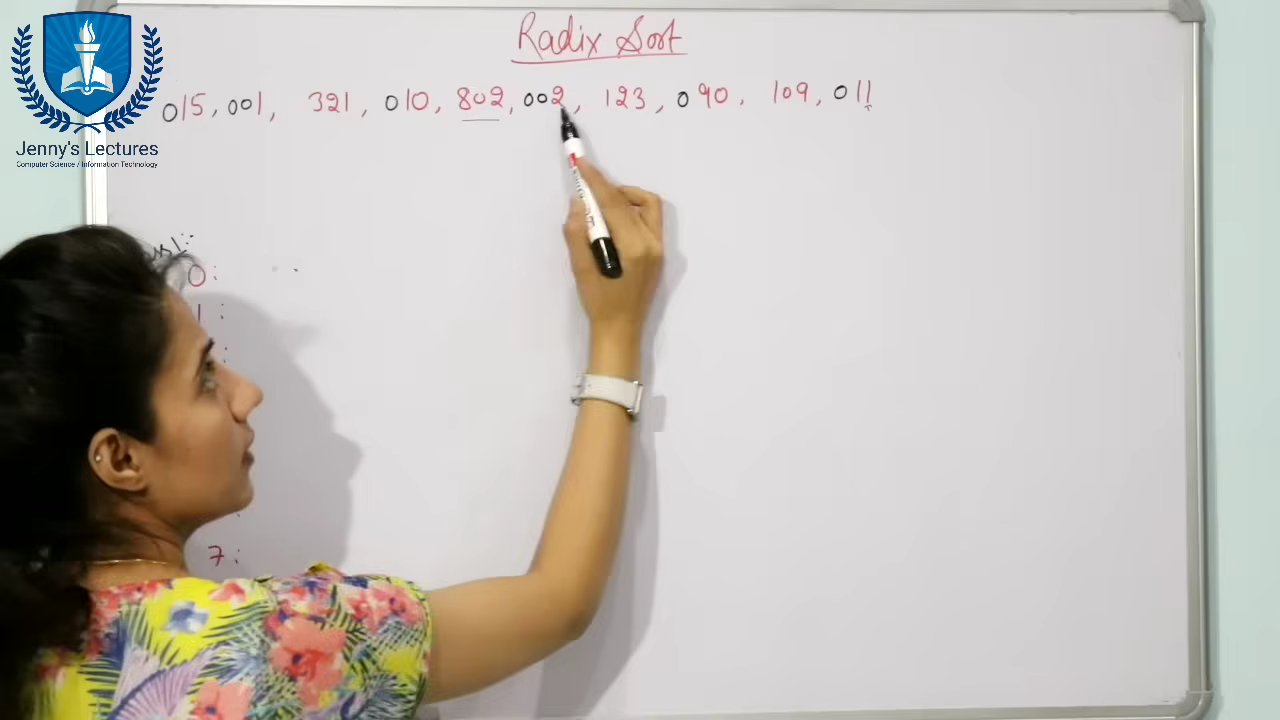 Radix Sort
015, 001, 321, 010, 802, 002, 123, 090, 109, 011
Jenny's Lectures
Computer Science / Information Technology
0:
1:
7: